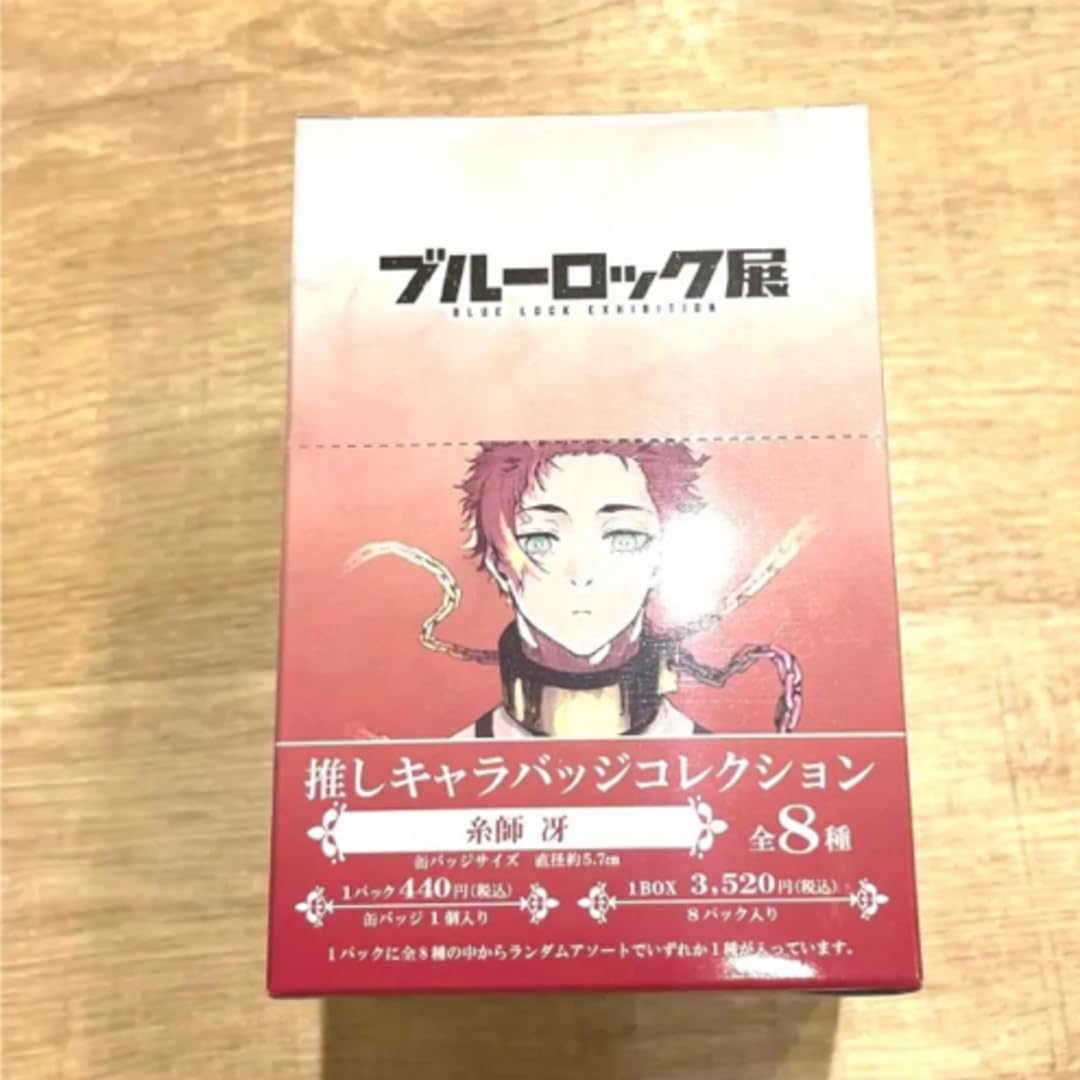 ブルーロック展
BLUE LOCK EXHIBITION
推しキャラバッジコレクション
糸師 冴
全8種
缶バッジサイズ 直径約5.7㎝
1パック 440円(税込)
缶バッジ 1個入り
1BOX 3,520円(税込)
8パック入り
1パックに全8種の中からランダムアソートでいずれか1種が入っています。